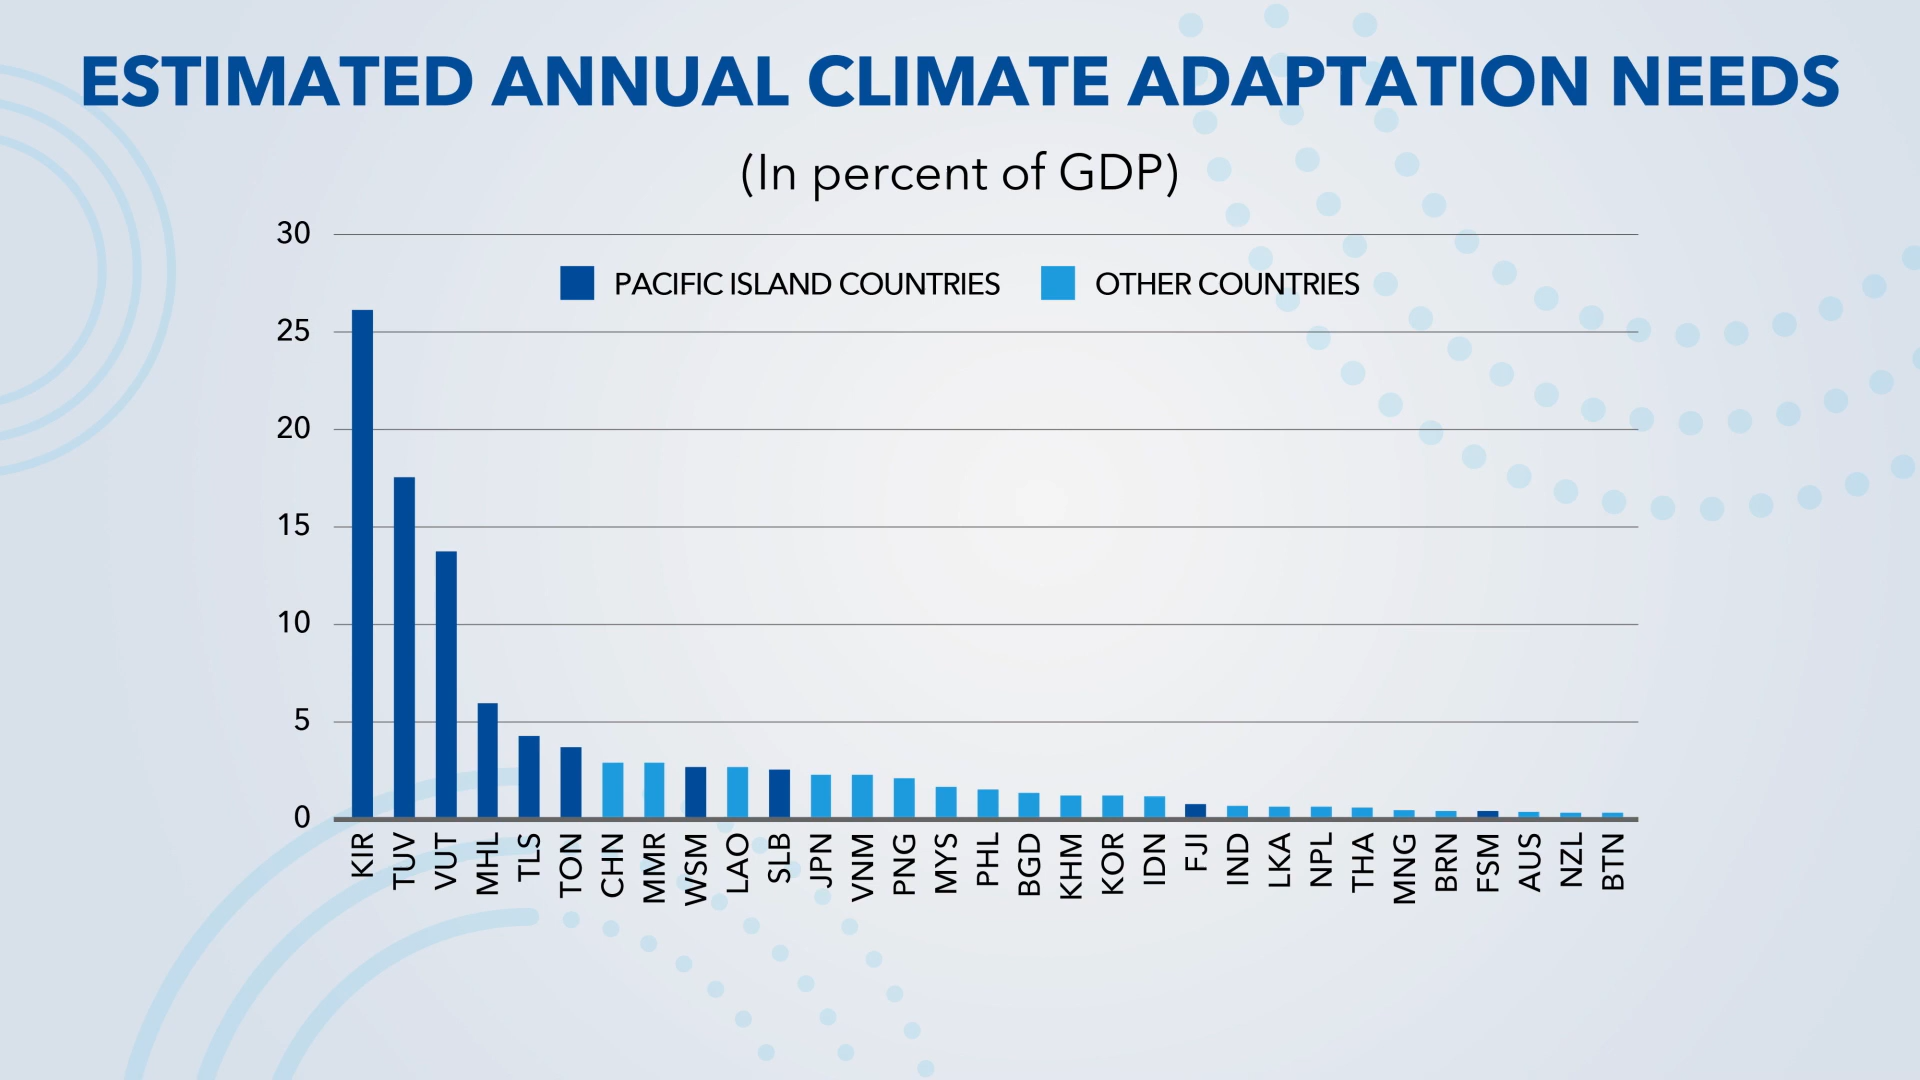 ESTIMATED ANNUAL CLIMATE ADAPTATION NEEDS
(In percent of GDP)
30
PACIFIC ISLAND COUNTRIES
OTHER COUNTRIES
25
20
15
10
5
0
KIR
TUV
VUT
MHL
TLS
TON
CHN
MMR
WSM
LAO
SLB
JPN
VNM
PNG
MYS
PHL
BGD
KHM
KOR
IDN
FJI
IND
LKA
NPL
THA
MNG
BRN
FSM
AUS
NZL
BTN